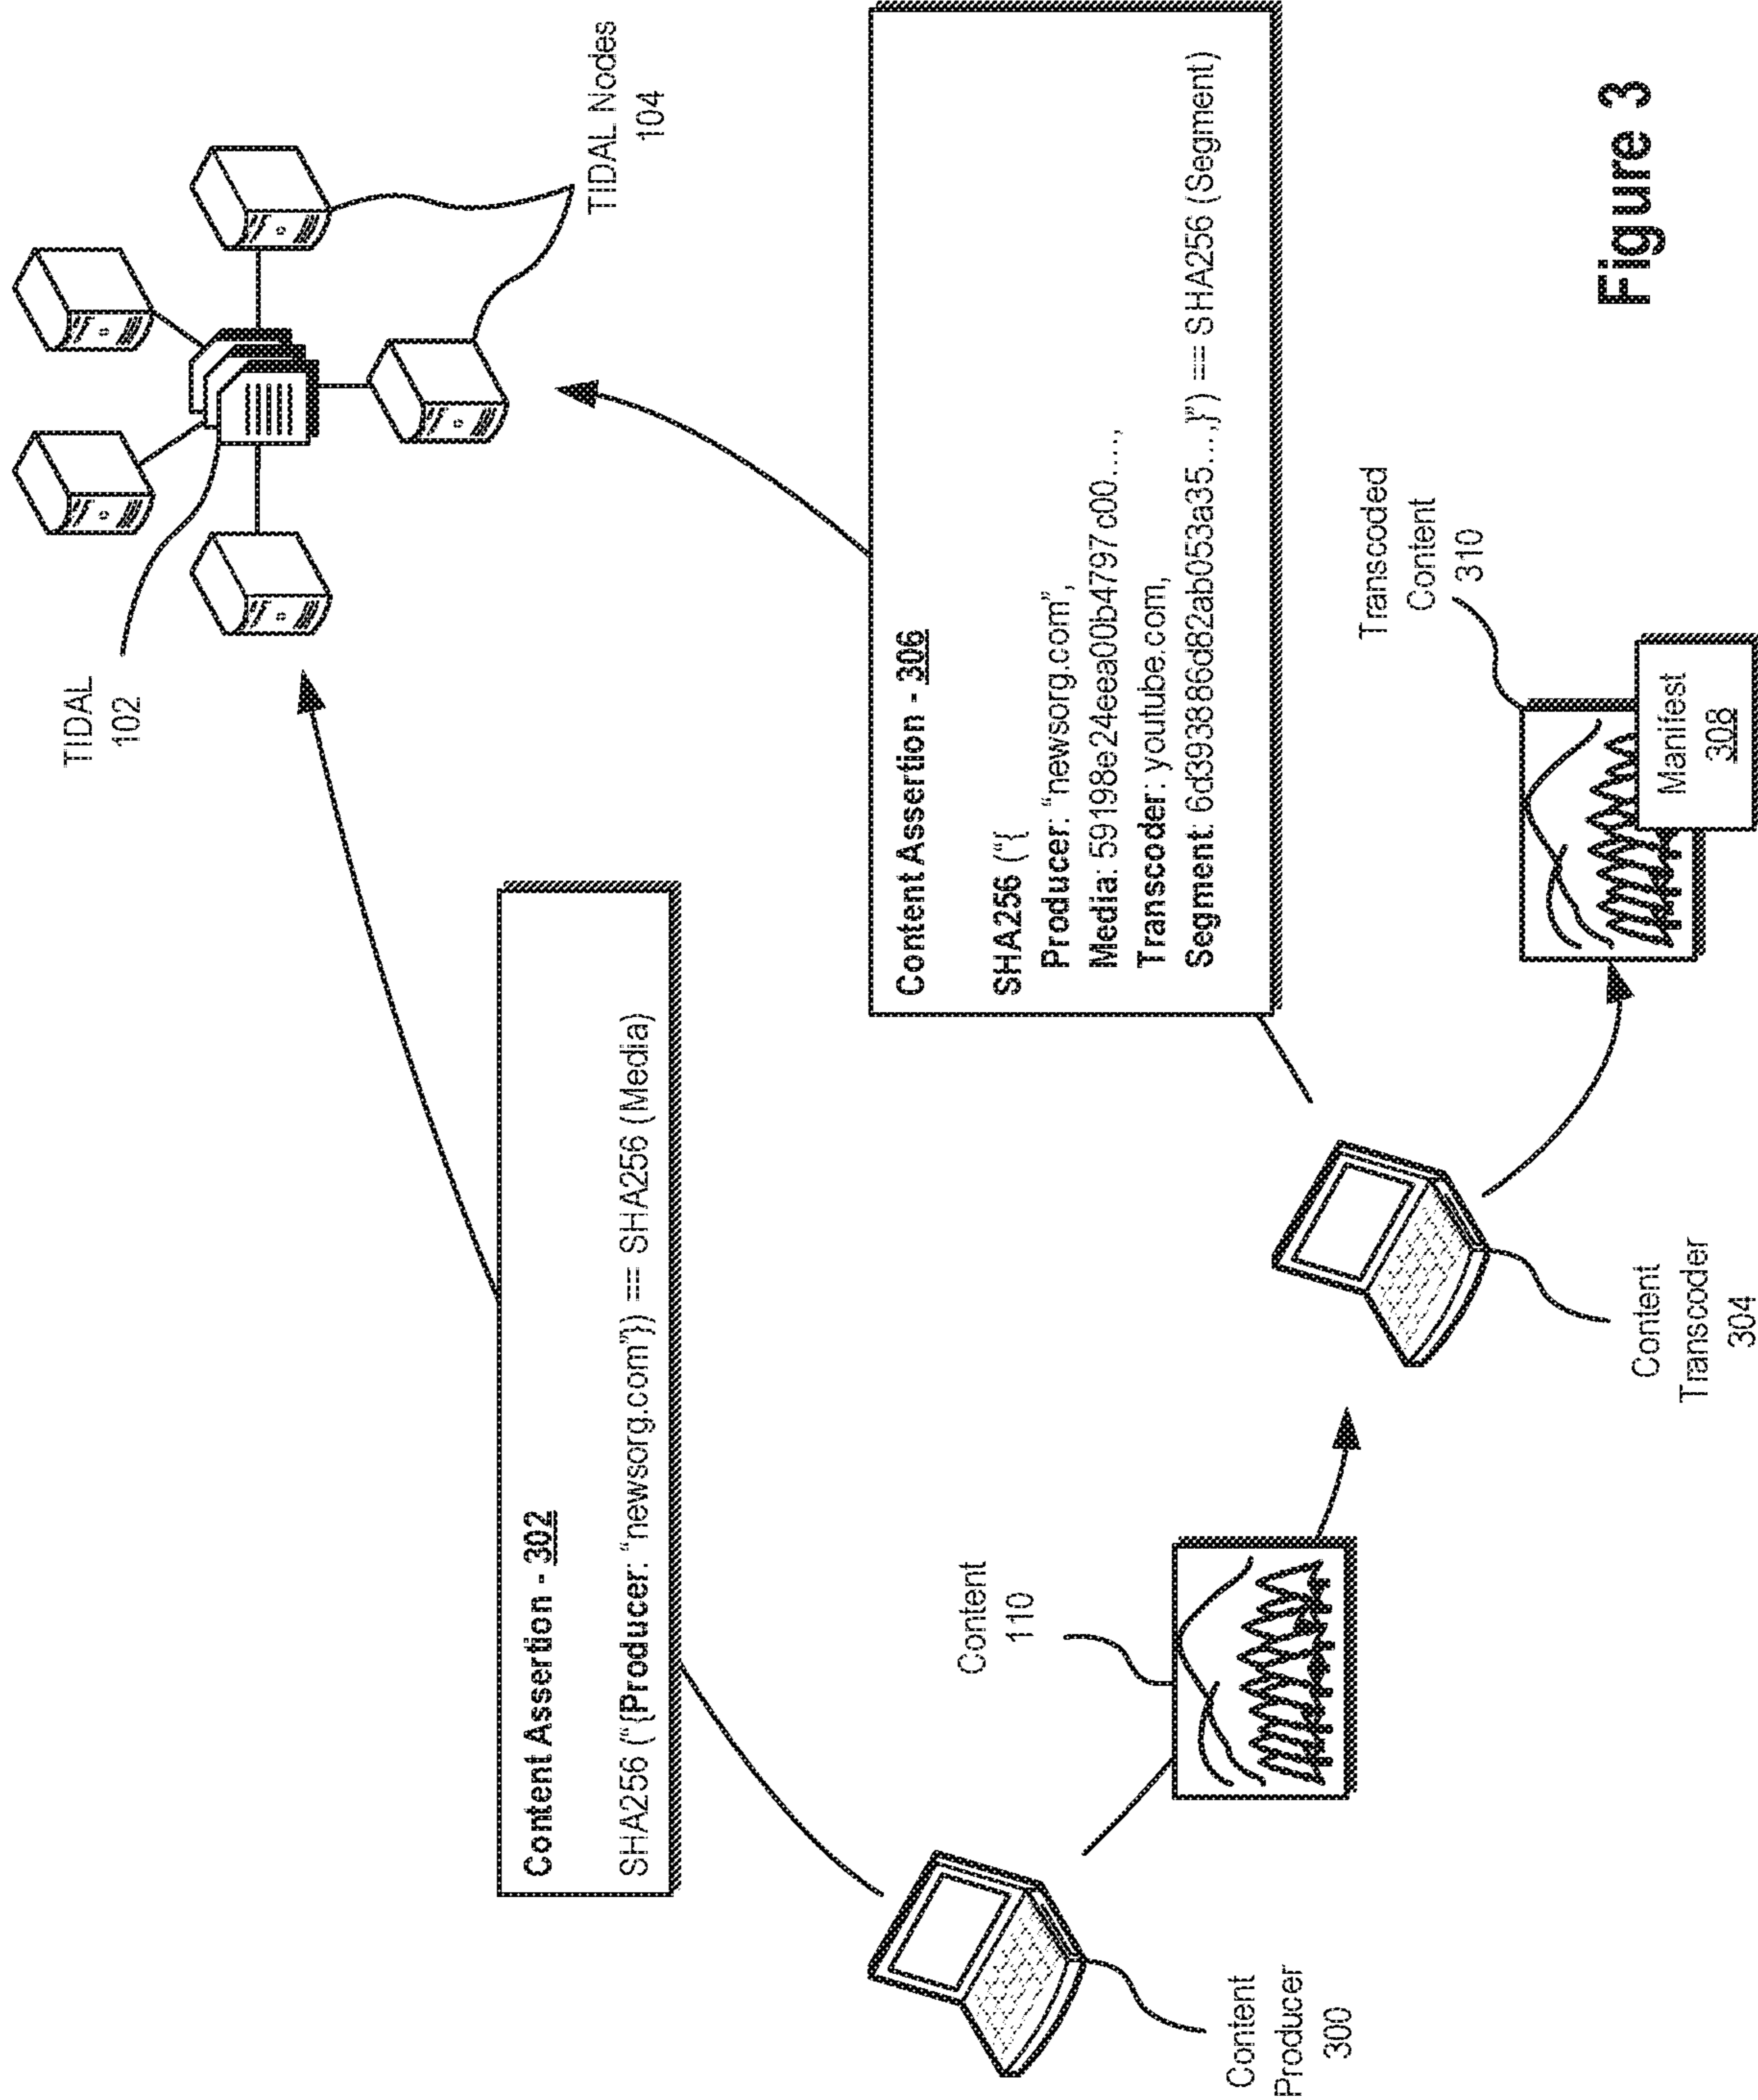 TIDAL
102
TIDAL Nodes
104
Content Assertion - 302
SHA256 ("{Producer: "newsorg.com"}) == SHA256 (Media)
Content Assertion - 306
SHA256 ("{
Producer: "newsorg.com",
Media: 59198e24eea00b4797c00...,
Transcoder: youtube.com,
Segment: 6d393886d82ab053a35...,}") == SHA256 (Segment)
Content
110
Transcoded
Content
310
Manifest
308
Content
Producer
300
Content
Transcoder
304
Figure 3